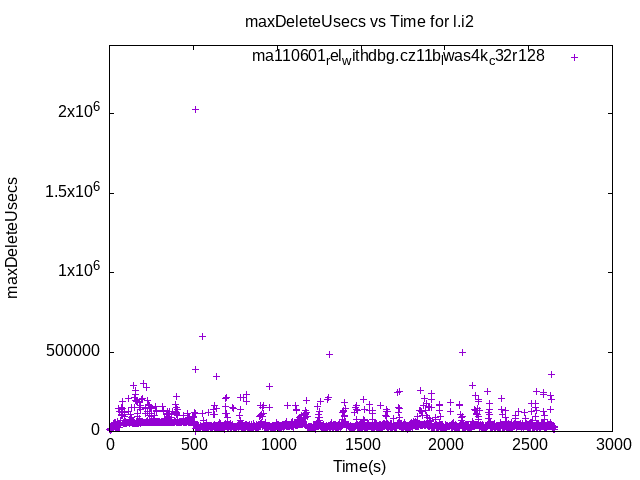 maxDeleteUsecs vs Time for l.i2
ma110601_rel_withdbg.cz11b_jwas4k_c32r128
2x10^6
1.5x10^6
1x10^6
500000
0
maxDeleteUsecs
0 500 1000 1500 2000 2500 3000
Time(s)